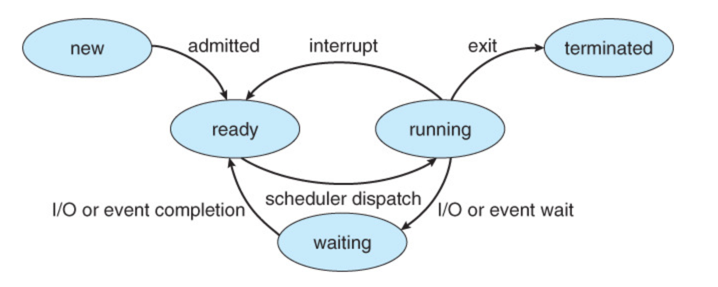 new
admitted
interrupt
exit
terminated
ready
running
scheduler dispatch
I/O or event completion
I/O or event wait
waiting